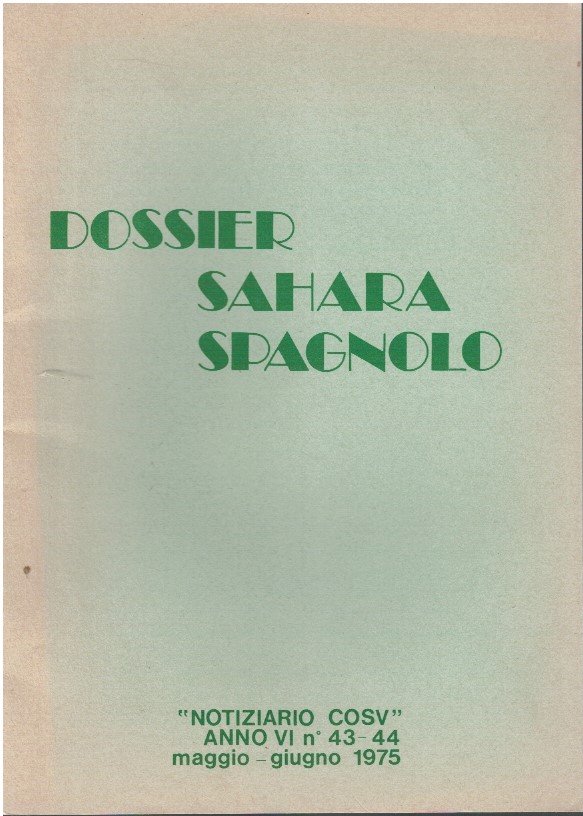 DOSSIER
SAHARA
SPAGNOLO
"NOTIZIARIO COSV"
ANNO VI n° 43-44
maggio - giugno 1975